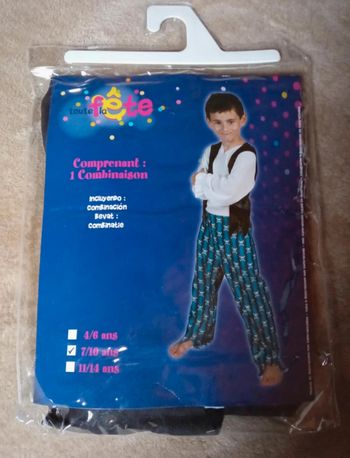 toute la fête
Comprenant :
1 Combinaison
Incluyendo :
combinación
Bevat :
combinatie
4/6 ans
7/10 ans
11/14 ans